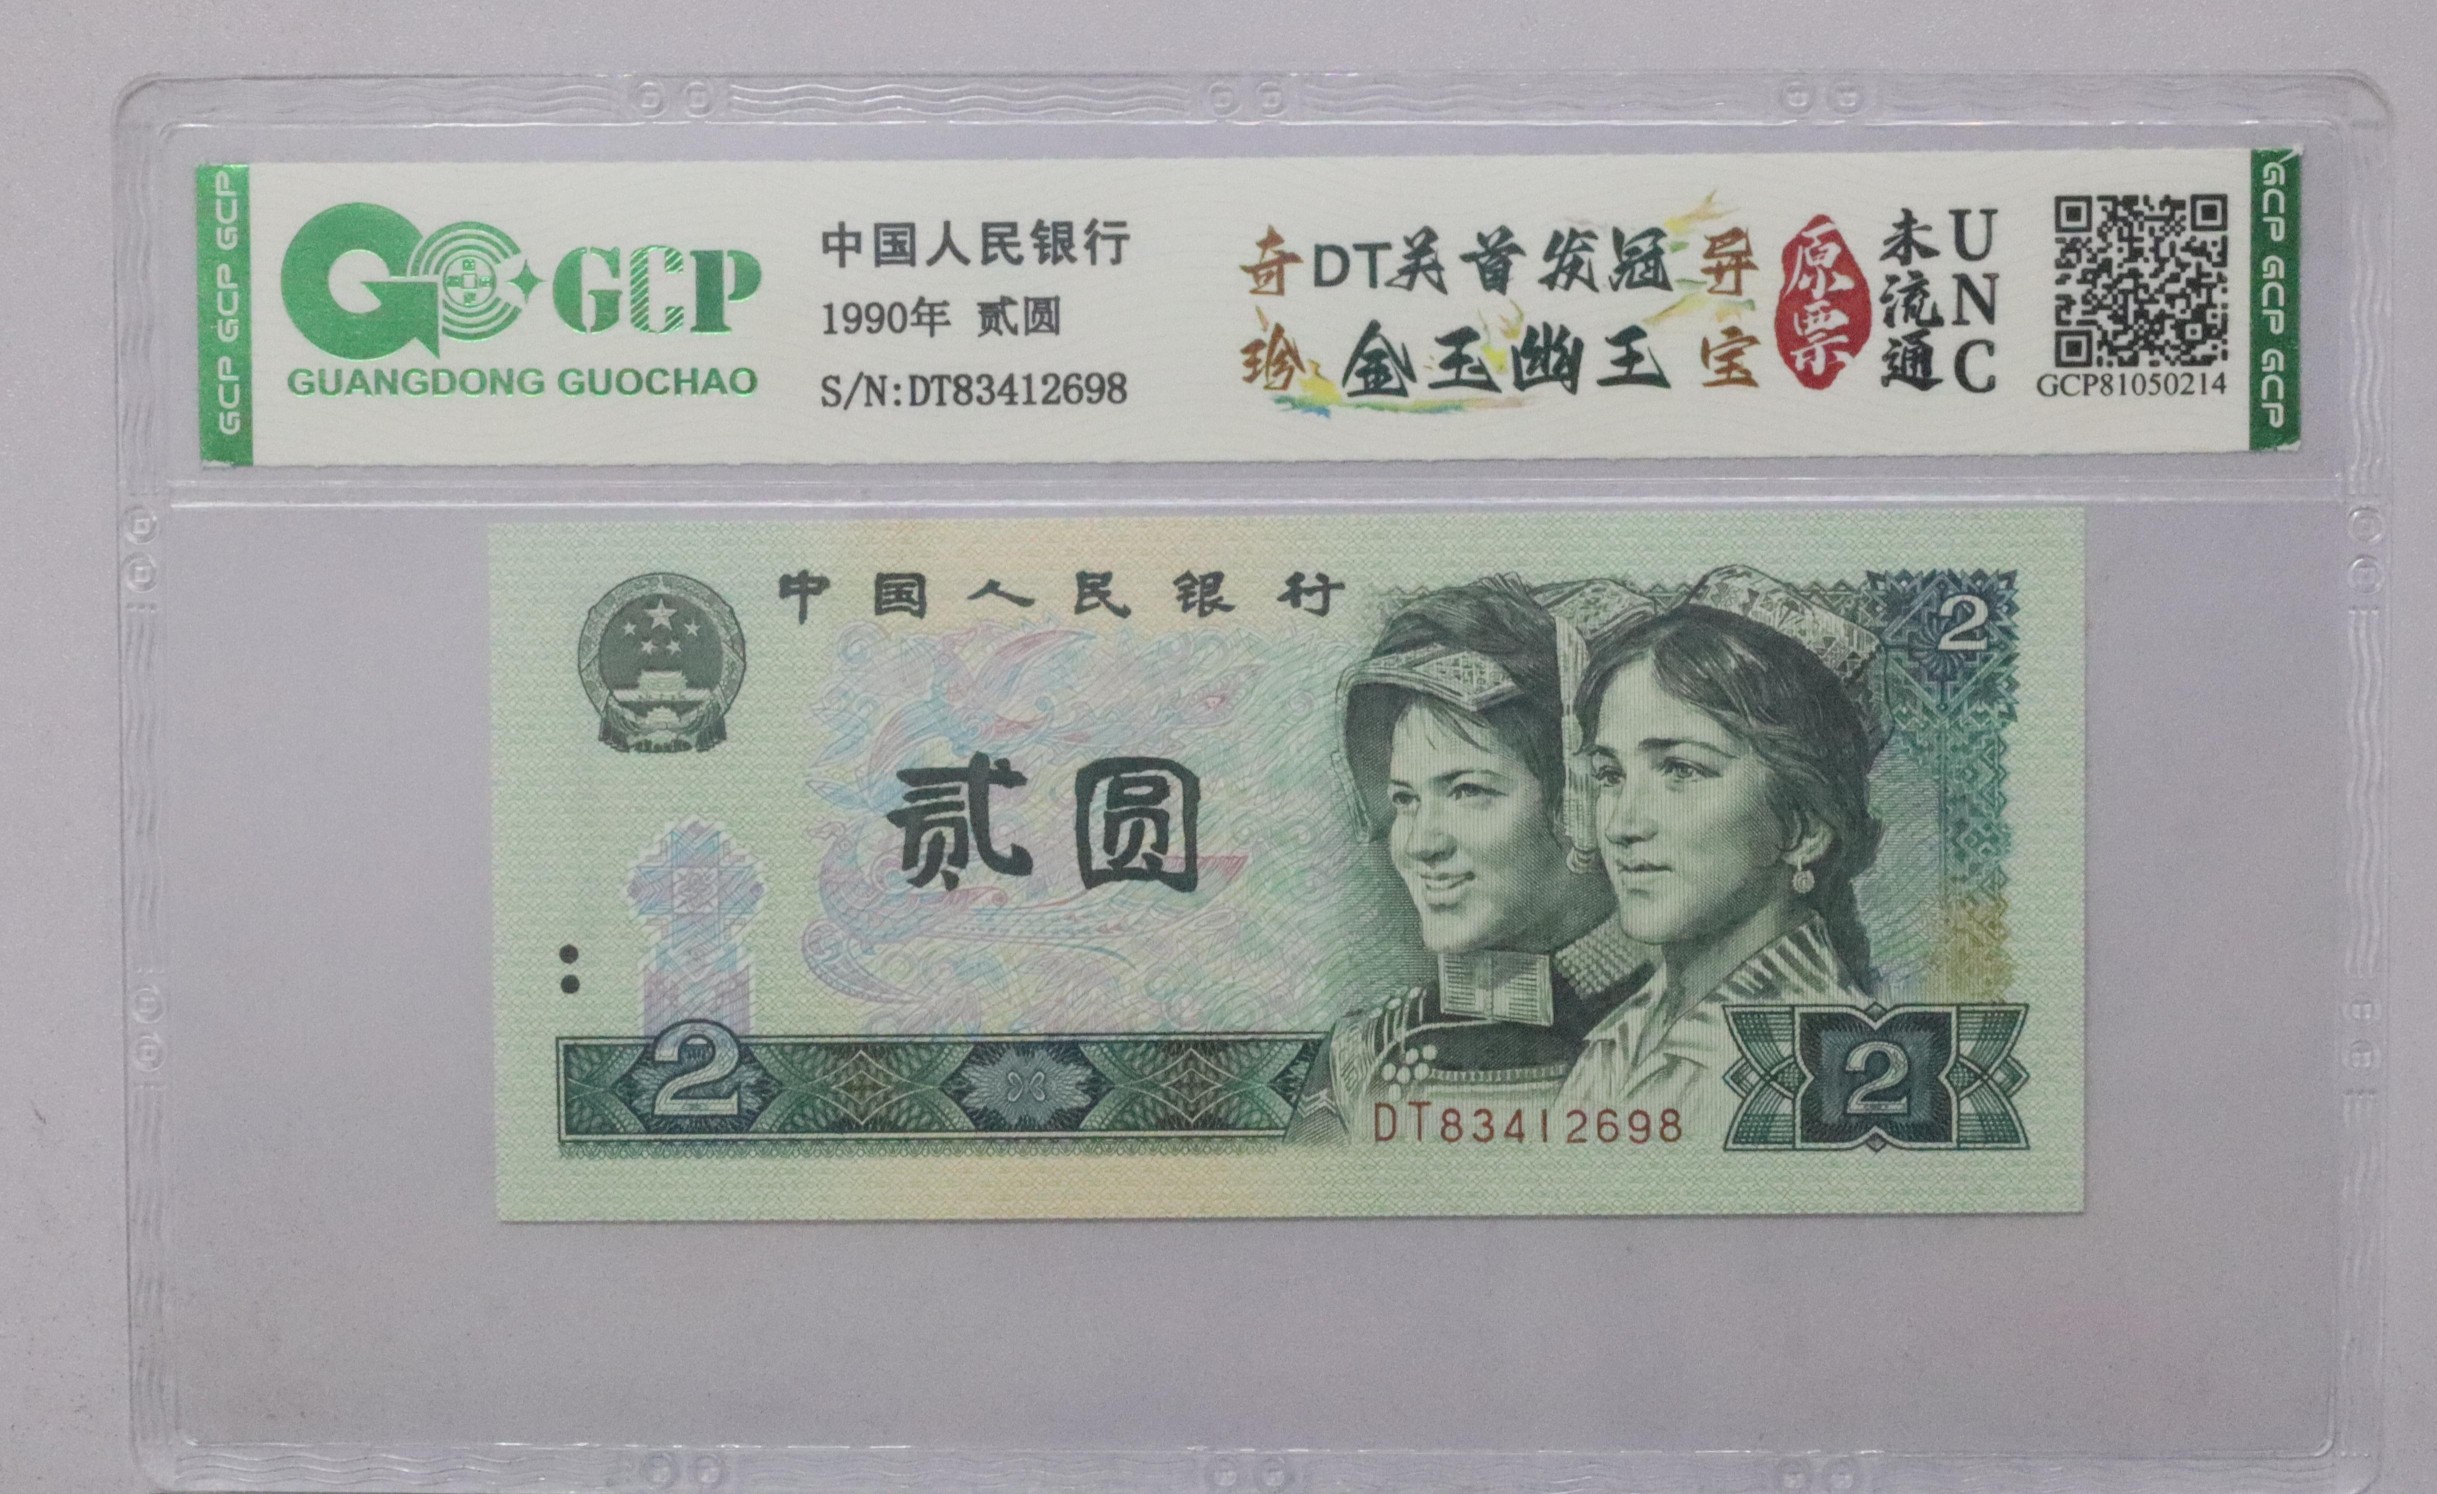 GCP GCP GCP
GCP
GUANGDONG GUOCHAO
中国人民银行
1990年 贰圆
S/N:DT83412698
奇 DT关首发冠 异
珍 金玉幽王 宝
原票
未流通
UNC
GCP81050214
GCP GCP GCP
中国人民银行
2
贰圆
2
DT83412698
2